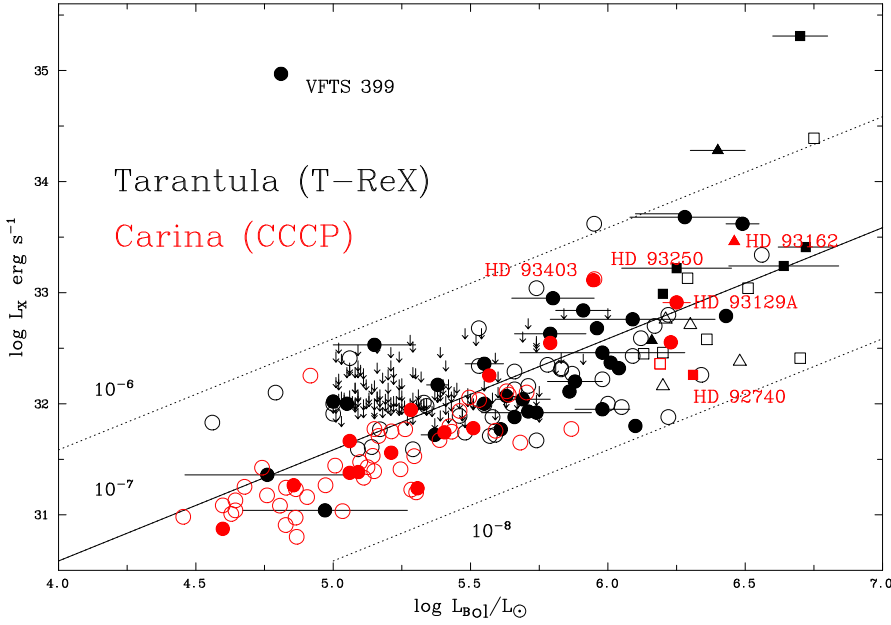 35
34
33
32
31
log Lx erg s⁻¹
VFTS 399
Tarantula (T−ReX)
Carina (CCCP)
HD 93162
HD 93250
HD 93403
HD 93129A
HD 92740
10⁻⁶
10⁻⁷
10⁻⁸
4.0 4.5 5.0 5.5 6.0 6.5 7.0
log LBol/L☉